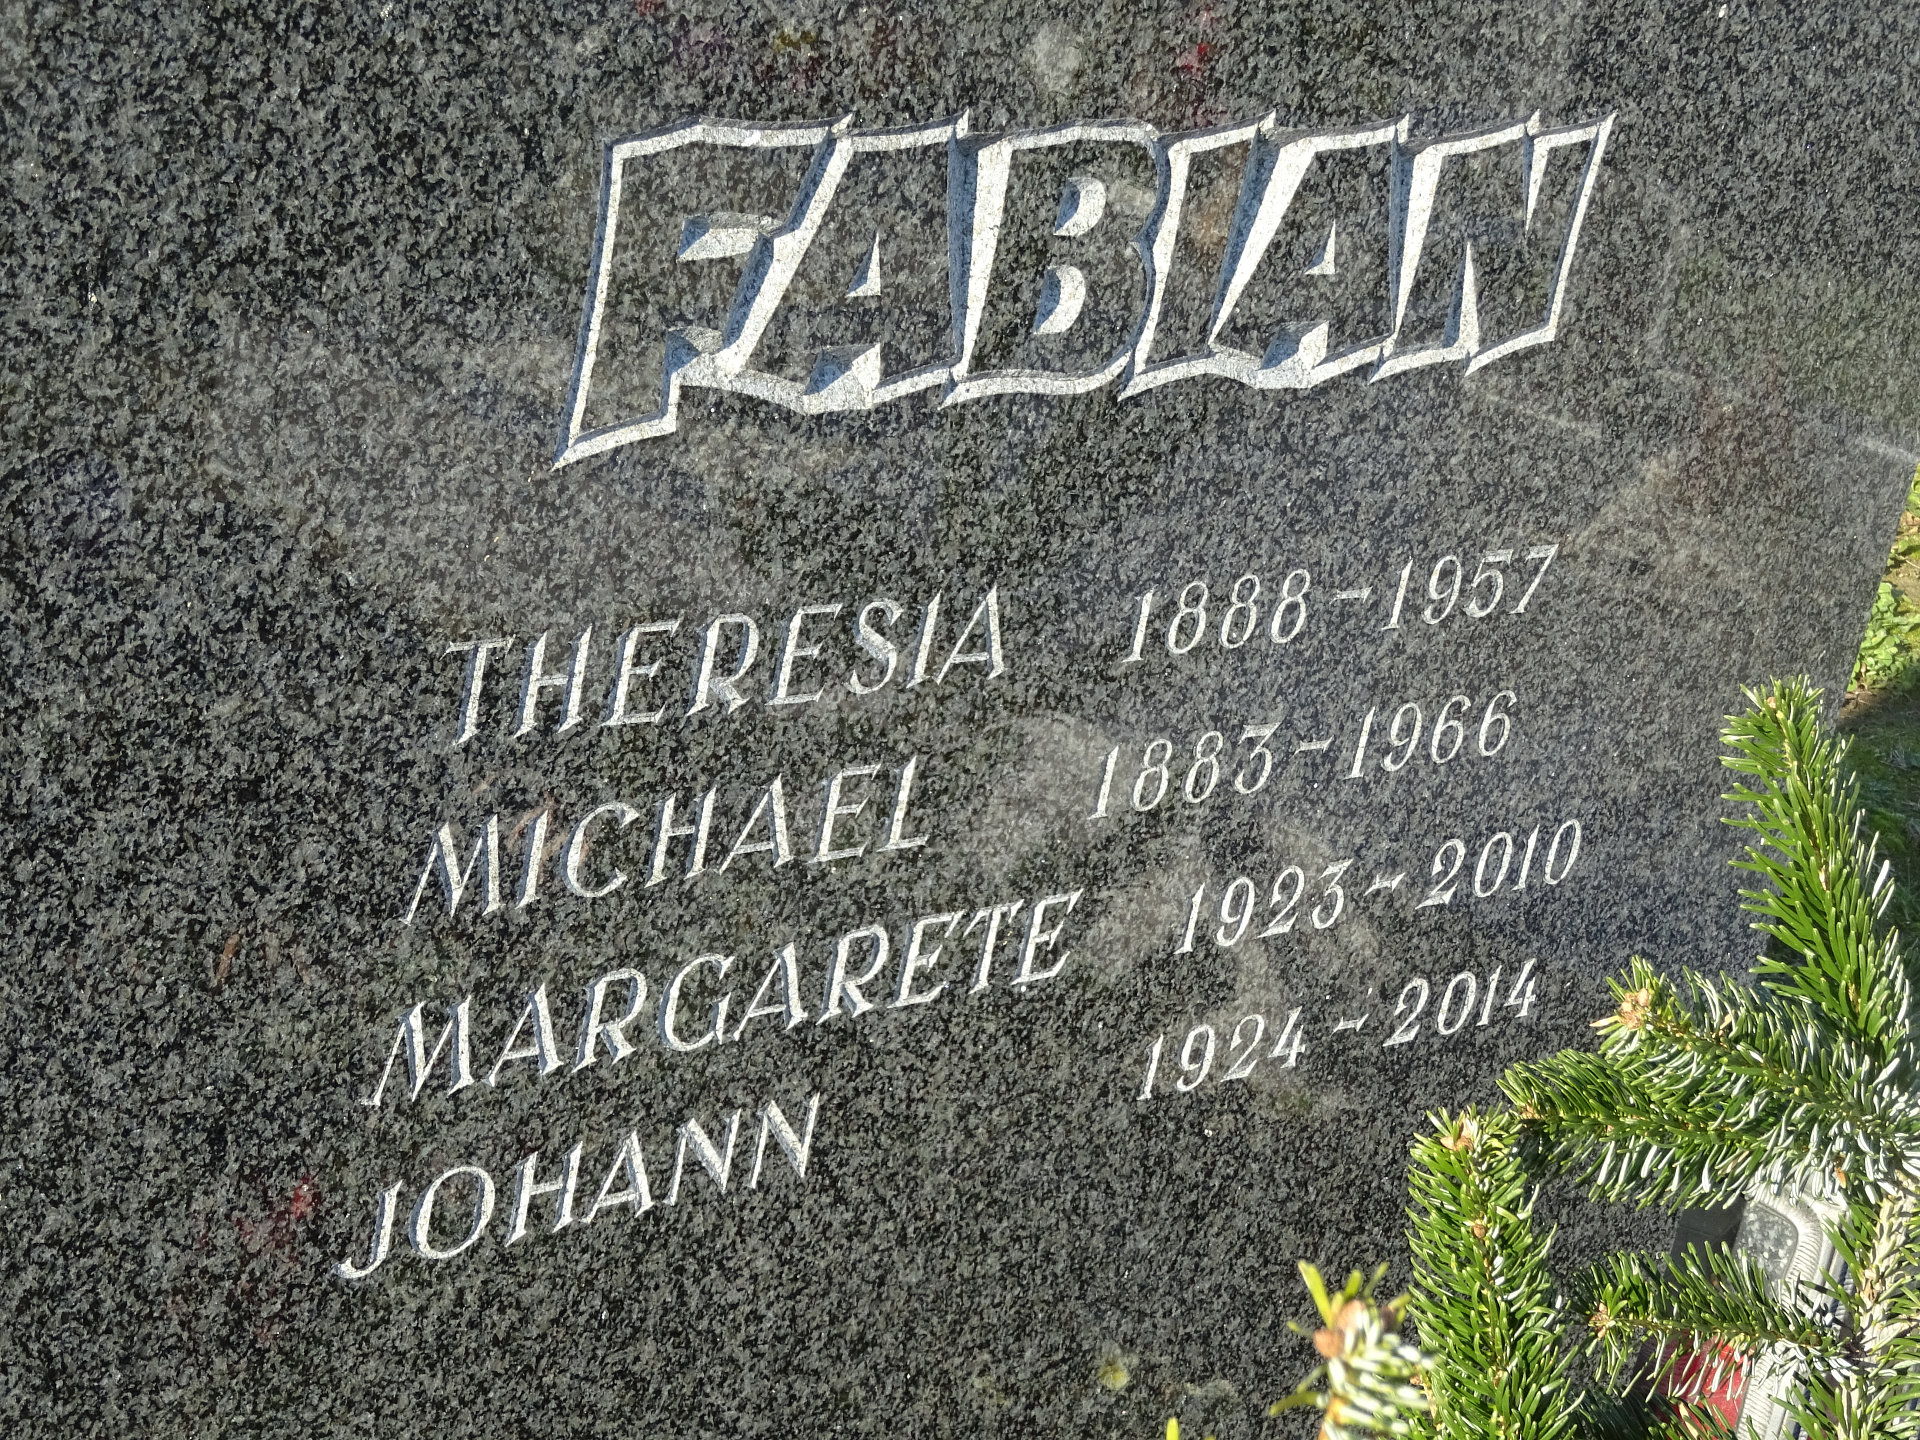 FABIAN
THERESIA 1888-1957
MICHAEL 1883-1966
MARGARETE 1923-2010
JOHANN 1924-2014